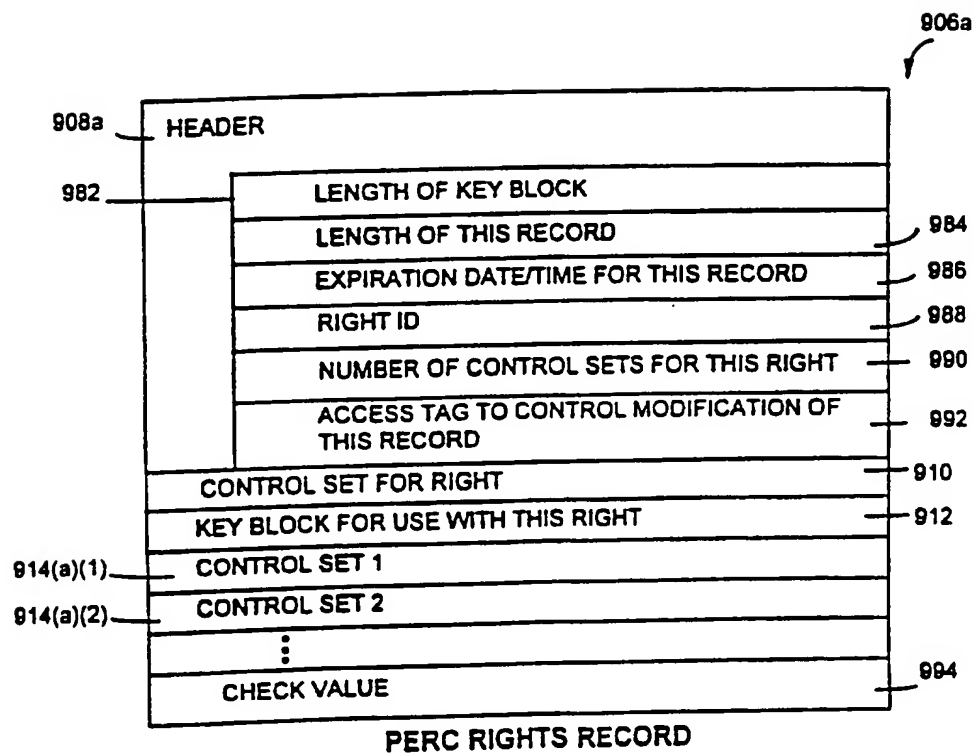 906a
908a HEADER
982 LENGTH OF KEY BLOCK
LENGTH OF THIS RECORD 984
EXPIRATION DATE/TIME FOR THIS RECORD 986
RIGHT ID 988
NUMBER OF CONTROL SETS FOR THIS RIGHT 990
ACCESS TAG TO CONTROL MODIFICATION OF
THIS RECORD 992
CONTROL SET FOR RIGHT 910
KEY BLOCK FOR USE WITH THIS RIGHT 912
914(a)(1) CONTROL SET 1
914(a)(2) CONTROL SET 2
CHECK VALUE 994
PERC RIGHTS RECORD